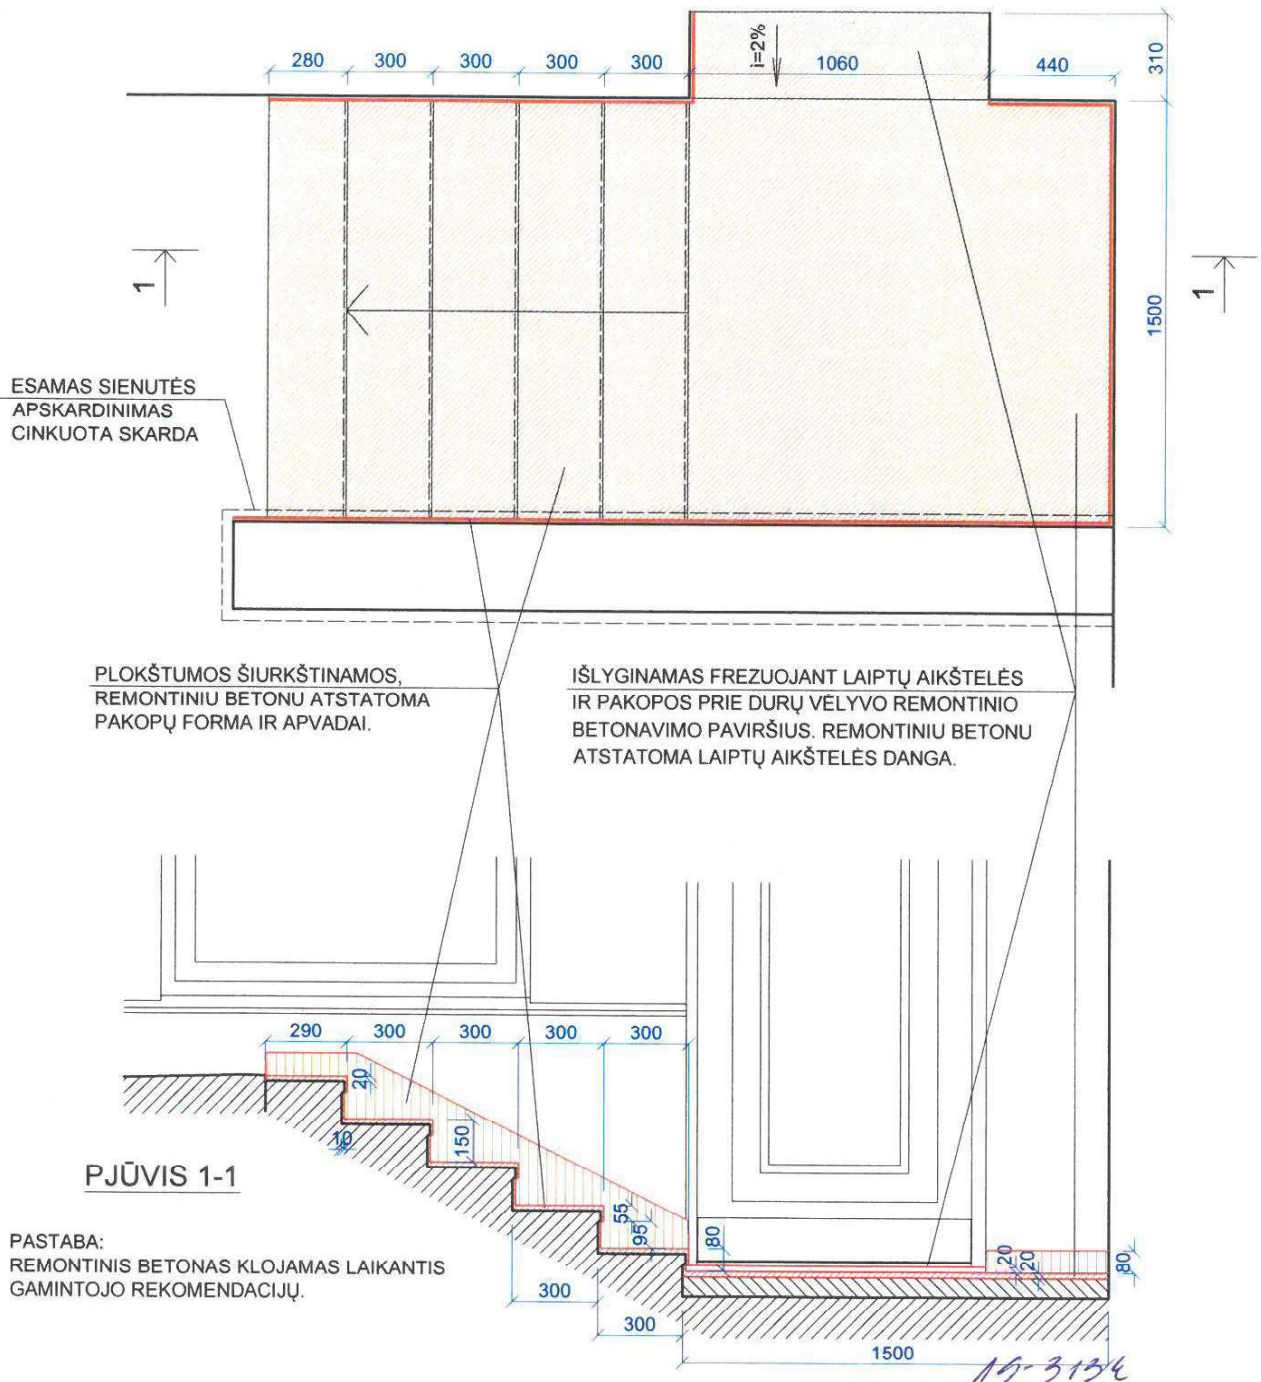 280 300 300 300 300 i=2% 1060 440 310
1 1
1500
ESAMAS SIENUTĖS
APSKARDINIMAS
CINKUOTA SKARDA
PLOKŠTUMOS ŠIURKŠTINAMOS,
REMONTINIU BETONU ATSTATOMA
PAKOPŲ FORMA IR APVADAI.
IŠLYGINAMAS FREZUOJANT LAIPTŲ AIKŠTELĖS
IR PAKOPOS PRIE DURŲ VĖLYVO REMONTINIO
BETONAVIMO PAVIRŠIUS. REMONTINIU BETONU
ATSTATOMA LAIPTŲ AIKŠTELĖS DANGA.
290 300 300 300 300
20
10
150
55
95
80
20
20
80
PJŪVIS 1-1
PASTABA:
REMONTINIS BETONAS KLOJAMAS LAIKANTIS
GAMINTOJO REKOMENDACIJŲ.
300
300
1500